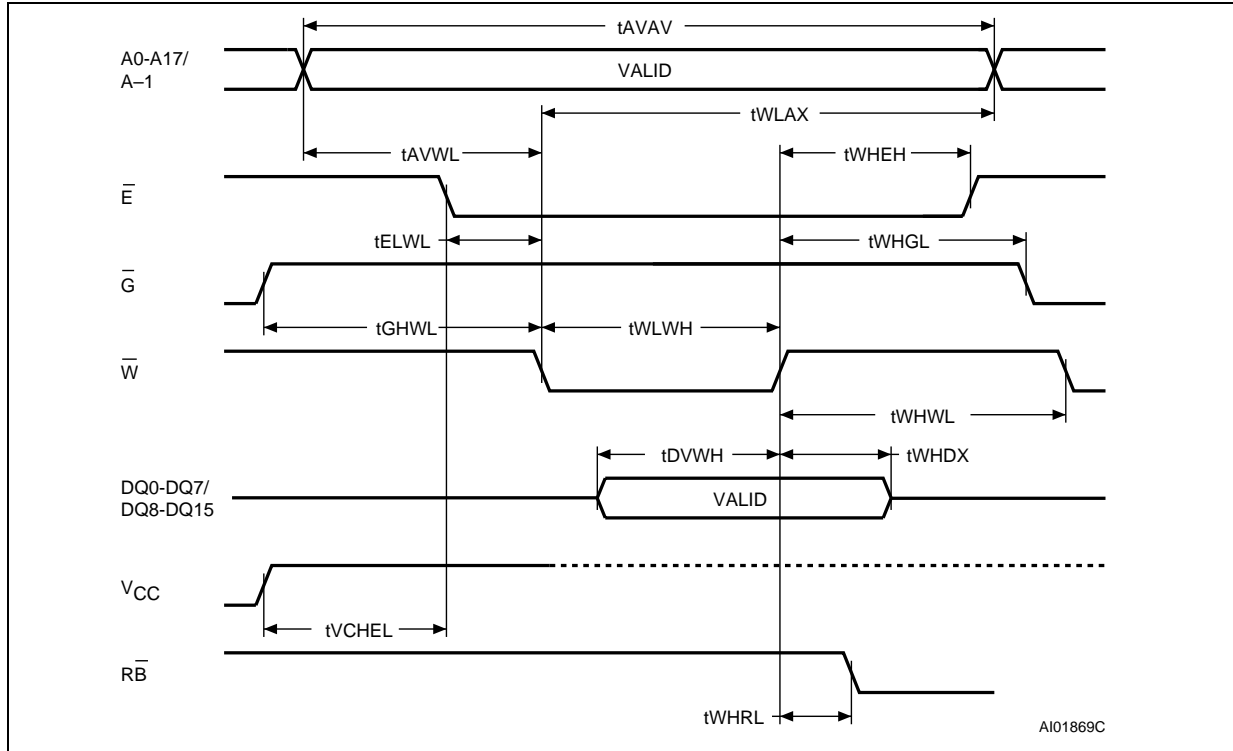 tAVAV
A0-A17/
A–1
VALID
tWLAX
tAVWL
tWHEH
E̅
tELWL
tWHGL
G̅
tGHWL
tWLWH
W̅
tWHWL
tDVWH
tWHDX
DQ0-DQ7/
DQ8-DQ15
VALID
VCC
tVCHEL
RB̅
tWHRL
AI01869C